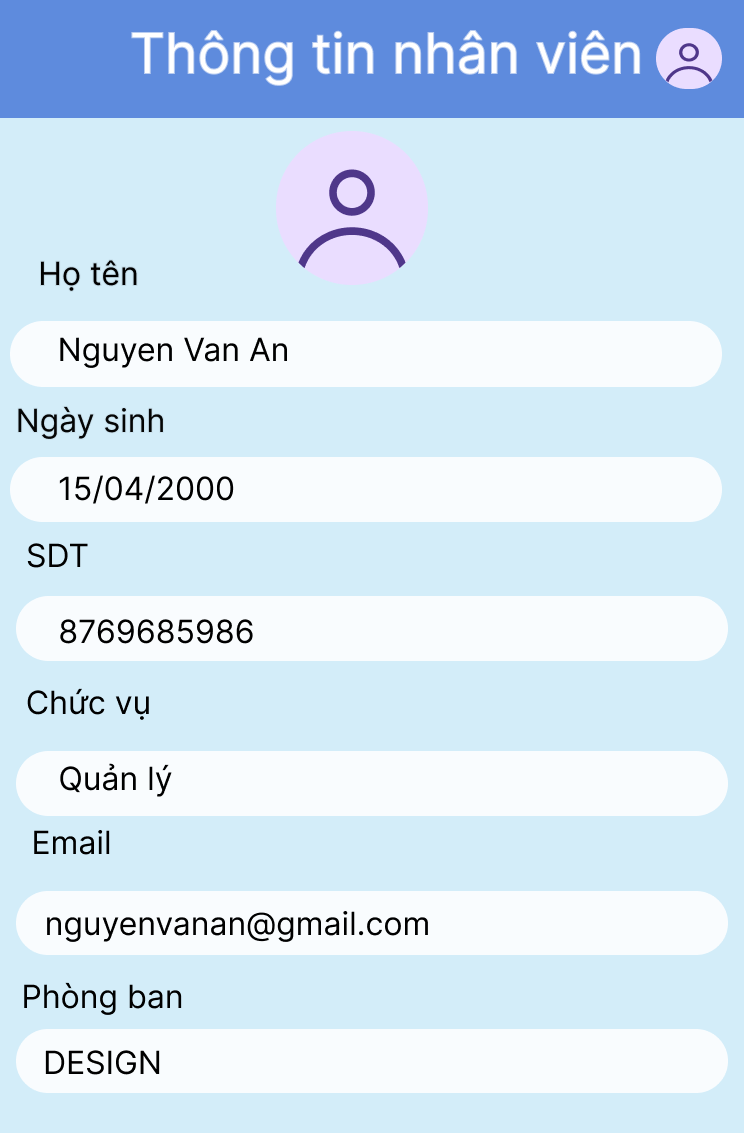 Thông tin nhân viên
Họ tên
Nguyen Van An
Ngày sinh
15/04/2000
SDT
8769685986
Chức vụ
Quản lý
Email
nguyenvanan@gmail.com
Phòng ban
DESIGN